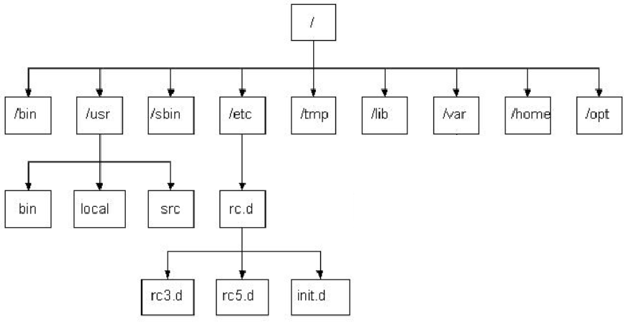 /
/bin /usr /sbin /etc /tmp /lib /var /home /opt
bin local src rc.d
rc3.d rc5.d init.d